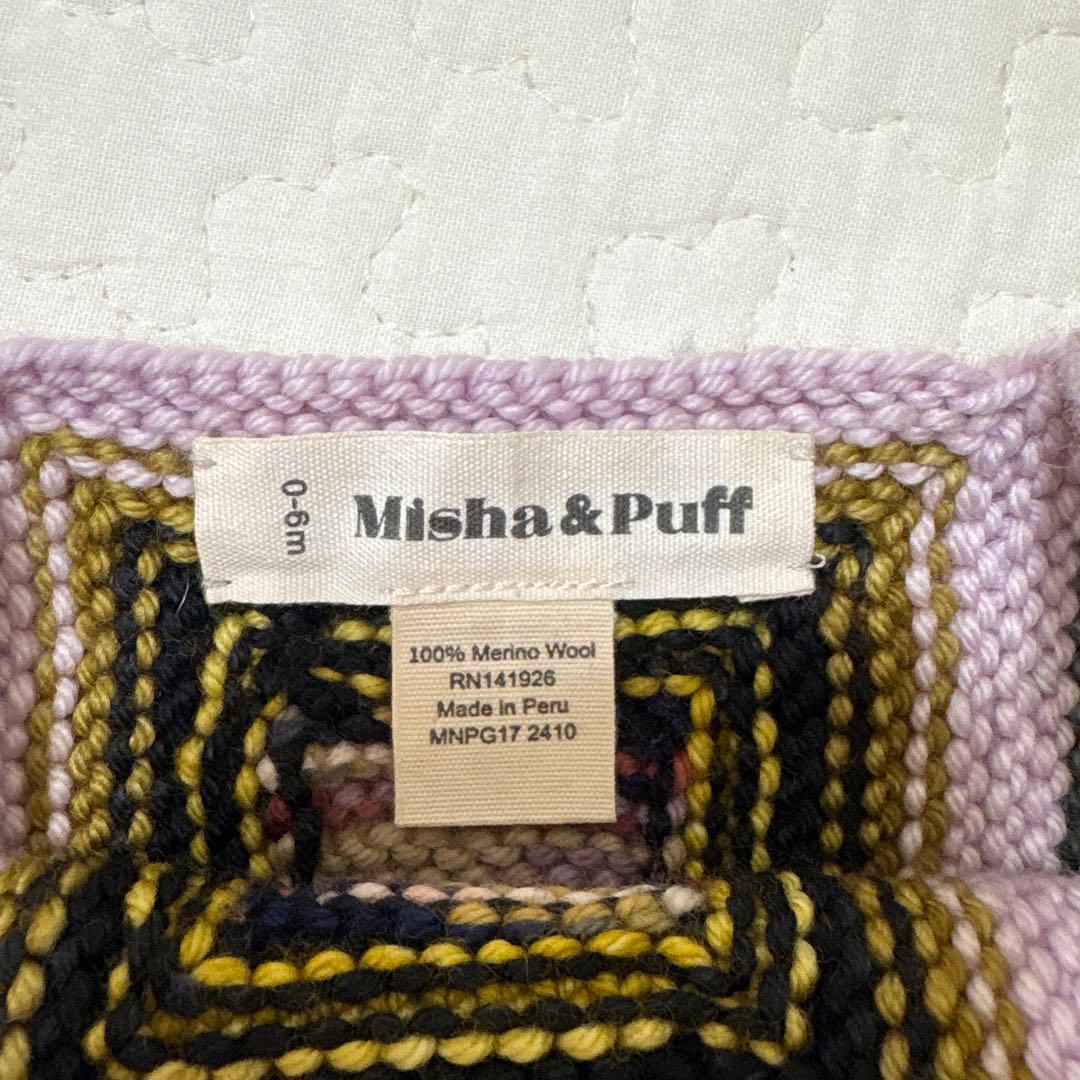 0-6m
Misha&Puff
100% Merino Wool
RN141926
Made in Peru
MNPG17 2410